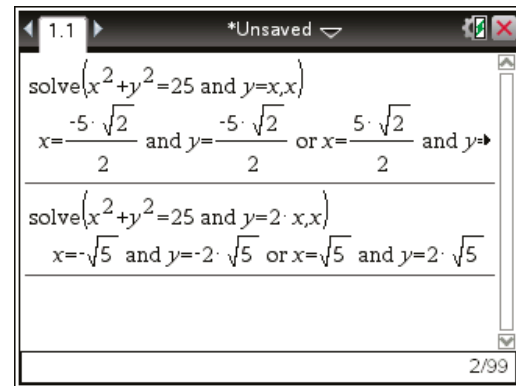 1.1 *Unsaved
solve(x²+y²=25 and y=x,x)
x=-5·√2/2 and y=-5·√2/2 or x=5·√2/2 and y=
solve(x²+y²=25 and y=2·x,x)
x=-√5 and y=-2·√5 or x=√5 and y=2·√5
2/99